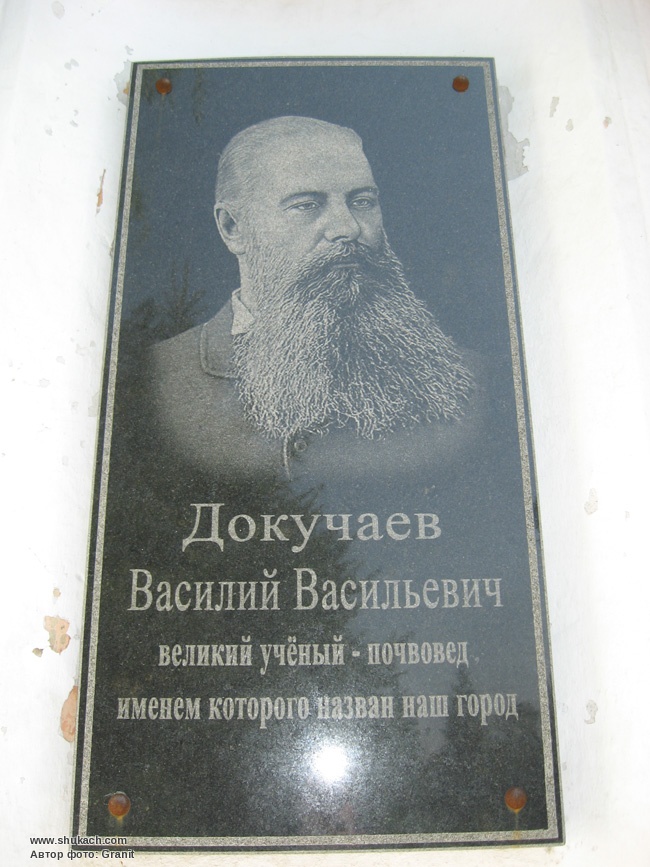 Докучаев
Василий Васильевич
великий учёный - почвовед
именем которого назван наш город
www.shukach.com
Автор фото: Granit